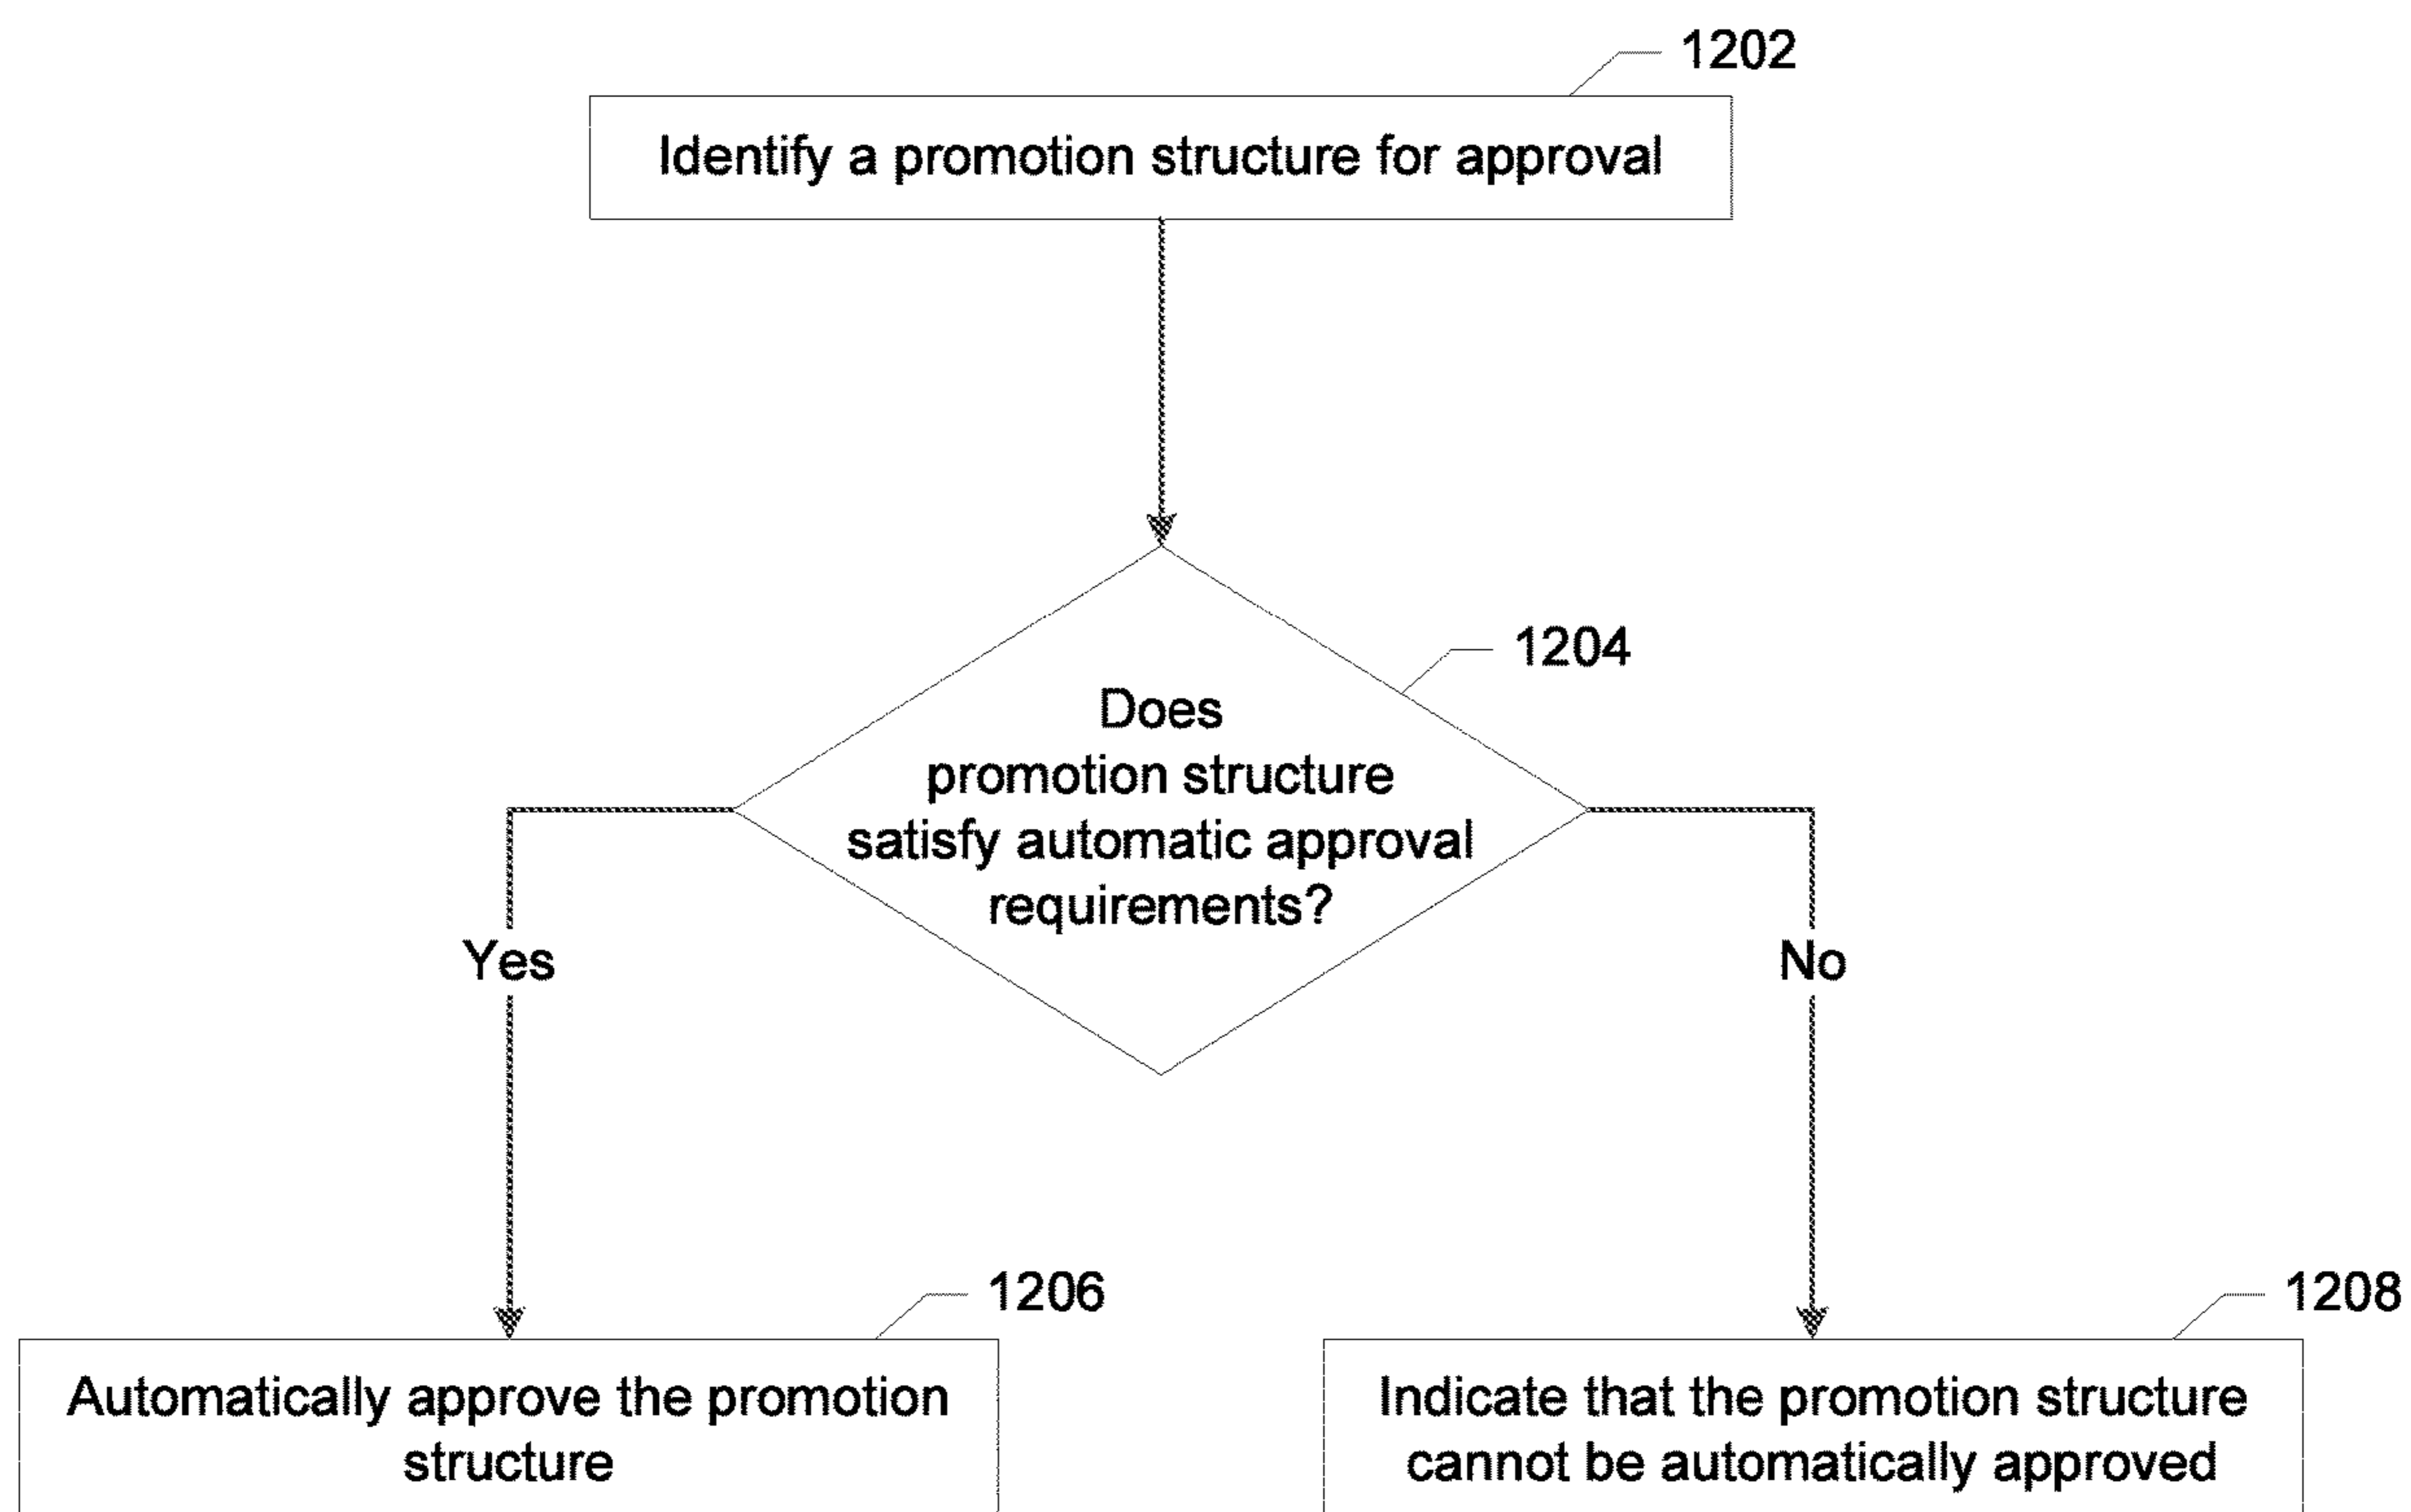 1202
Identify a promotion structure for approval
1204
Does
promotion structure
satisfy automatic approval
requirements?
Yes
No
1206
1208
Automatically approve the promotion
structure
Indicate that the promotion structure
cannot be automatically approved